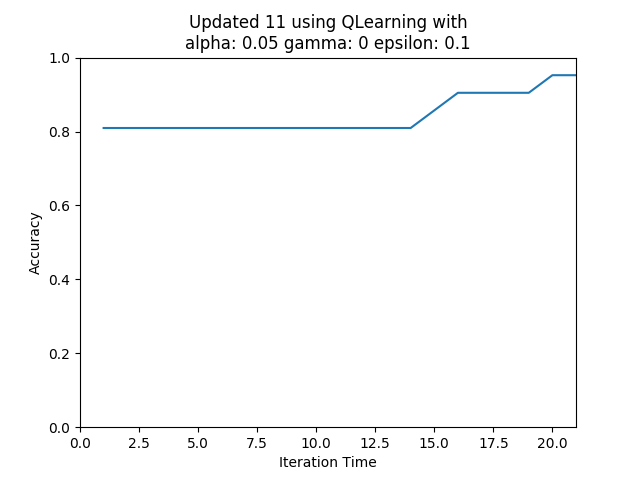 Updated 11 using QLearning with
alpha: 0.05 gamma: 0 epsilon: 0.1
1.0
0.8
0.6
0.4
0.2
0.0
Accuracy
0.0 2.5 5.0 7.5 10.0 12.5 15.0 17.5 20.0
Iteration Time